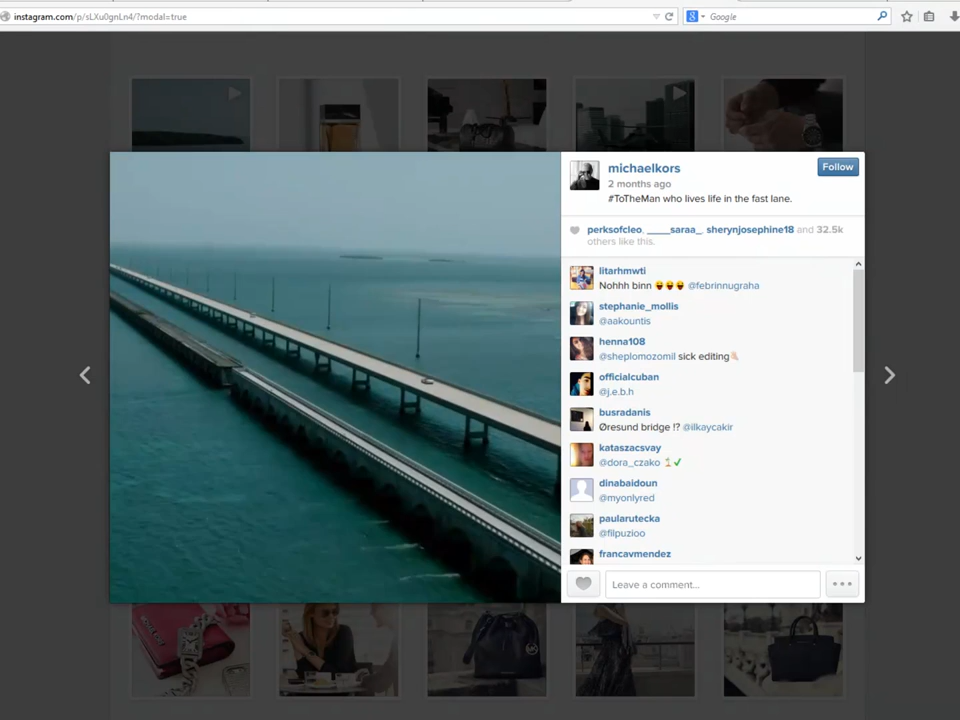 instagram.com/p/sLXu0gnLn4/?modal=true
Google
michaelkors
Follow
2 months ago
#ToTheMan who lives life in the fast lane.
perksofcleo, ____saraa_, sherynjosephine18 and 32.5k
others like this.
litarhmwti
Nohhh binn 😝😝😝 @febrinnugraha
stephanie_mollis
@aakountis
henna108
@sheplomozomil sick editing👌🏻
officialcuban
@j.e.b.h
busradanis
Øresund bridge !? @ilkaycakir
kataszacsvay
@dora_czako
dinabaidoun
@myonlyred
paularutecka
@filpuzioo
francavmendez
Leave a comment...